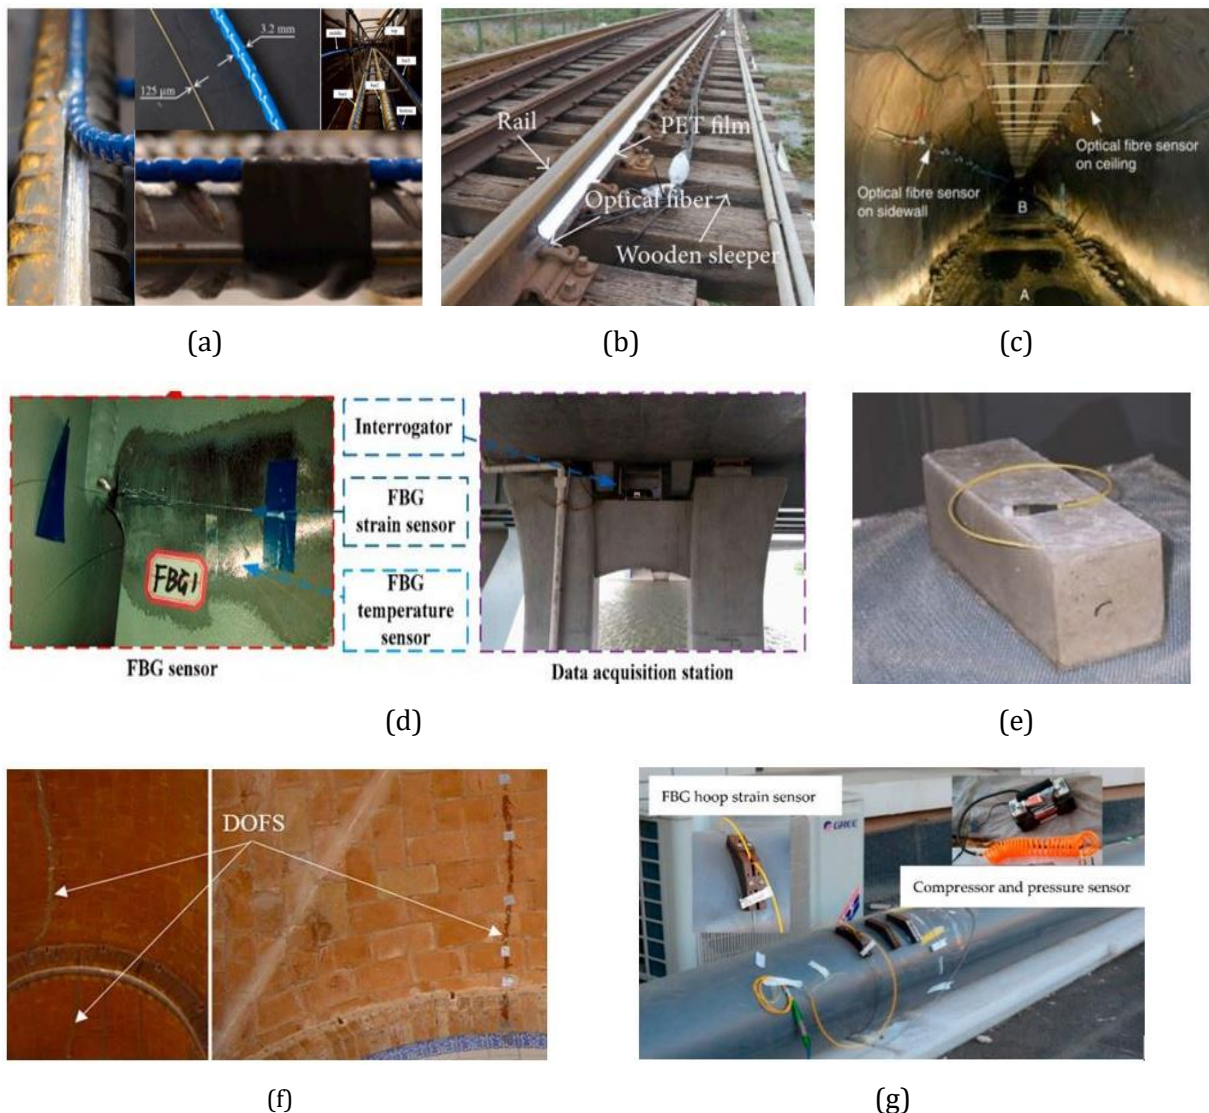 3.2 mm
125 µm
(a)
Rail
PET film
Optical fiber
Wooden sleeper
(b)
Optical fibre sensor
on ceiling
Optical fibre sensor
on sidewall
B
A
(c)
Interrogator
FBG
strain sensor
FBG
temperature
sensor
FBG1
FBG sensor
Data acquisition station
(d)
(e)
DOFS
(f)
FBG hoop strain sensor
GREE
Compressor and pressure sensor
(g)